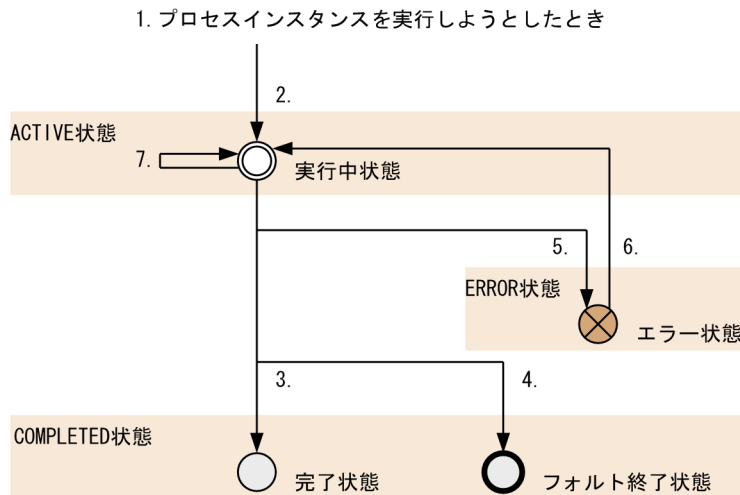 1. プロセスインスタンスを実行しようとしたとき
2.
ACTIVE状態
7.
実行中状態
5.
6.
ERROR状態
エラー状態
3.
4.
COMPLETED状態
完了状態
フォルト終了状態